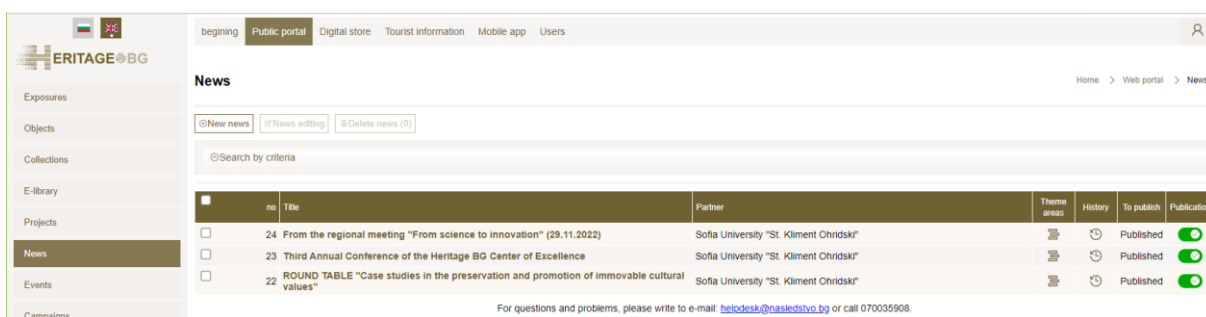 begining Public portal Digital store Tourist information Mobile app Users
HERITAGE BG
News
Home > Web portal > News
Exposures
New news News editing Delete news (0)
Objects
Search by criteria
Collections
E-library
no Title Partner Theme areas History To publish Publicatio
Projects
24 From the regional meeting "From science to innovation" (29.11.2022) Sofia University "St. Kliment Ohridski" Published
News
23 Third Annual Conference of the Heritage BG Center of Excellence Sofia University "St. Kliment Ohridski" Published
22 ROUND TABLE "Case studies in the preservation and promotion of immovable cultural
values" Sofia University "St. Kliment Ohridski" Published
Events
For questions and problems, please write to e-mail: helpdesk@nasledstvo.bg or call 070035908.
Campaigns